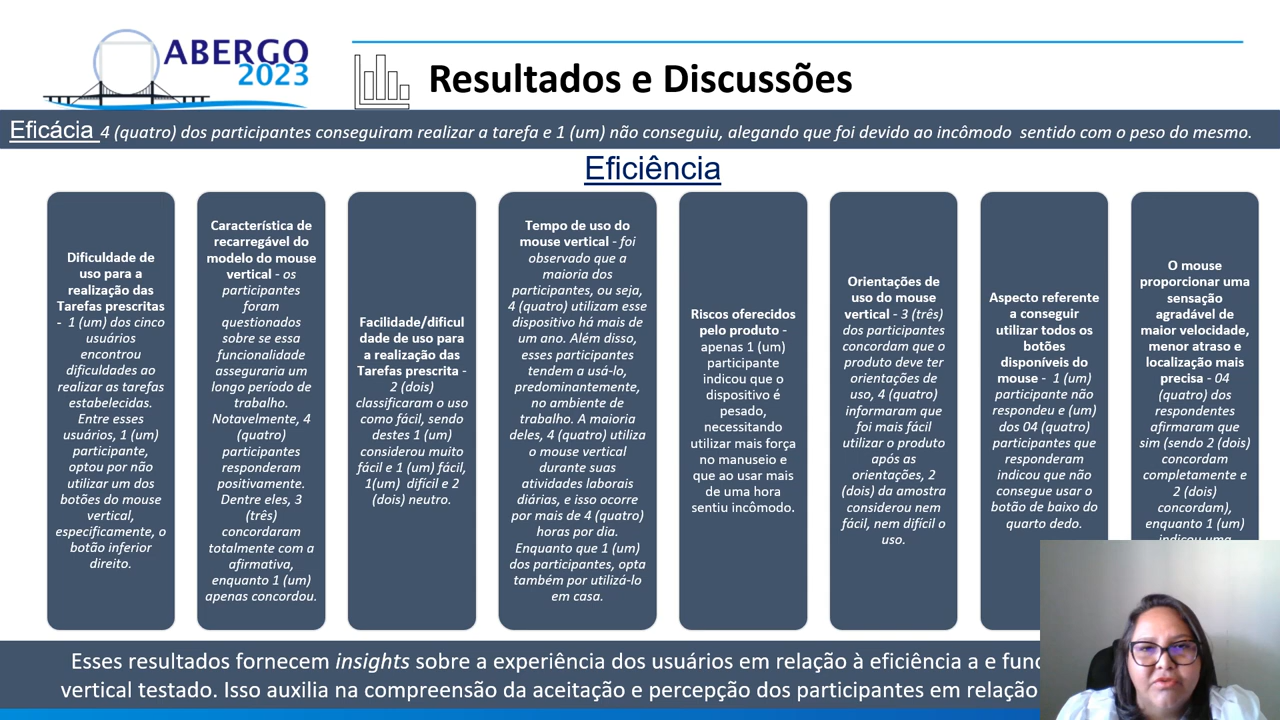 ABERGO
2023
Resultados e Discussões
Eficácia 4 (quatro) dos participantes conseguiram realizar a tarefa e 1 (um) não conseguiu, alegando que foi devido ao incômodo sentido com o peso do mesmo.
Eficiência
Dificuldade de
uso para a
realização das
Tarefas prescritas
- 1 (um) dos cinco
usuários
encontrou
dificuldades ao
realizar as tarefas
estabelecidas.
Entre esses
usuários, 1 (um)
participante,
optou por não
utilizar um dos
botões do mouse
vertical,
especificamente, o
botão inferior
direito.
Característica de
recarregável do
modelo do mouse
vertical - os
participantes
foram
questionados
sobre se essa
funcionalidade
asseguraria um
longo período de
trabalho.
Notavelmente, 4
(quatro)
participantes
responderam
positivamente.
Dentre eles, 3
(três)
concordaram
totalmente com a
afirmativa,
enquanto 1 (um)
apenas concordou.
Facilidade/dificul
dade de uso para
a realização das
Tarefas prescrita -
2 (dois)
classificaram o uso
como fácil, sendo
destes 1 (um)
considerou muito
fácil e 1 (um) fácil,
1(um) difícil e 2
(dois) neutro.
Tempo de uso do
mouse vertical - foi
observado que a
maioria dos
participantes, ou seja,
4 (quatro) utilizam esse
dispositivo há mais de
um ano. Além disso,
esses participantes
tendem a usá-lo,
predominantemente,
no ambiente de
trabalho. A maioria
deles, 4 (quatro) utiliza
o mouse vertical
durante suas
atividades laborais
diárias, e isso ocorre
por mais de 4 (quatro)
horas por dia.
Enquanto que 1 (um)
dos participantes, opta
também por utilizá-lo
em casa.
Riscos oferecidos
pelo produto -
apenas 1 (um)
participante
indicou que o
dispositivo é
pesado,
necessitando
utilizar mais força
no manuseio e
que ao usar mais
de uma hora
sentiu incômodo.
Orientações de
uso do mouse
vertical - 3 (três)
dos participantes
concordam que o
produto deve ter
orientações de
uso, 4 (quatro)
informaram que
foi mais fácil
utilizar o produto
após as
orientações, 2
(dois) da amostra
considerou nem
fácil, nem difícil o
uso.
Aspecto referente
a conseguir
utilizar todos os
botões
disponíveis do
mouse - 1 (um)
participante não
respondeu e (um)
dos 04 (quatro)
participantes que
responderam
indicou que não
consegue usar o
botão de baixo do
quarto dedo.
O mouse
proporcionar uma
sensação
agradável de
maior velocidade,
menor atraso e
localização mais
precisa - 04
(quatro) dos
respondentes
afirmaram que
sim (sendo 2 (dois)
concordam
completamente e
2 (dois)
concordam),
enquanto 1 (um)
indicou uma
Esses resultados fornecem insights sobre a experiência dos usuários em relação à eficiência a e
vertical testado. Isso auxilia na compreensão da aceitação e percepção dos participantes em relação